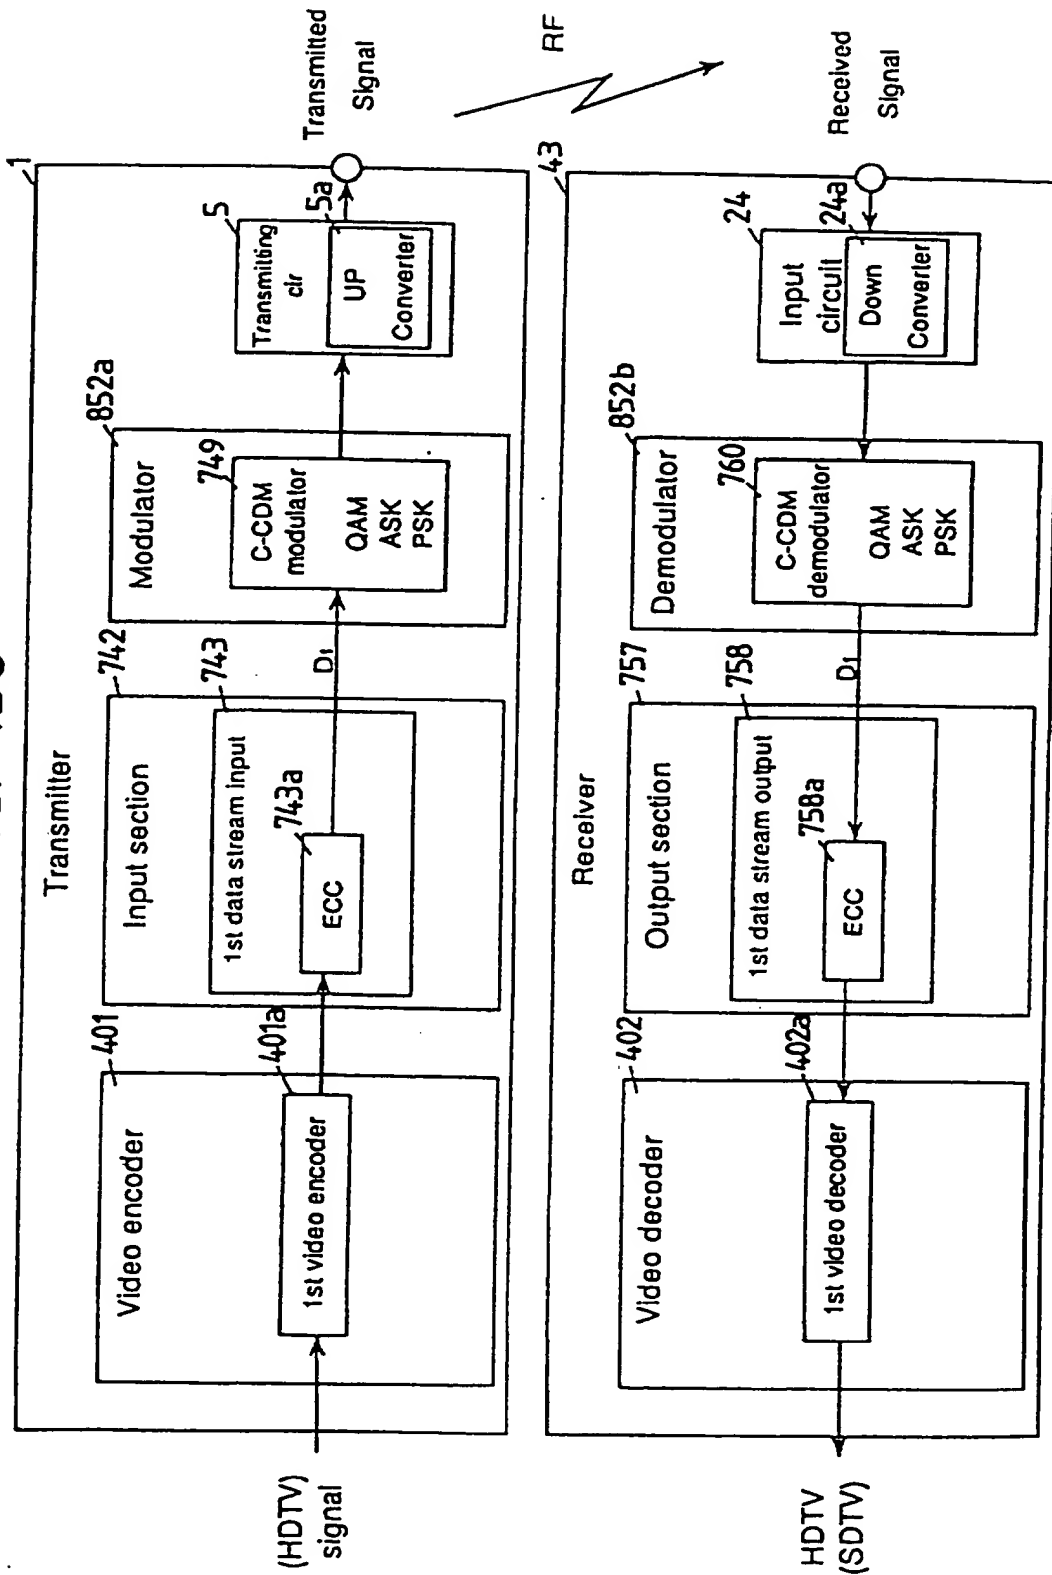 1
Transmitter
401
Video encoder
401a
1st video encoder
(HDTV)
signal
742
Input section
743
1st data stream input
743a
ECC
D1
852a
Modulator
749
C-CDM
modulator
QAM
ASK
PSK
5
Transmitting
cir
5a
UP
Converter
Transmitted
Signal
RF
43
Receiver
Received
Signal
24
Input
circuit
24a
Down
Converter
852b
Demodulator
760
C-CDM
demodulator
QAM
ASK
PSK
D1
757
Output section
758
1st data stream output
758a
ECC
402
Video decoder
402a
1st video decoder
HDTV
(SDTV)